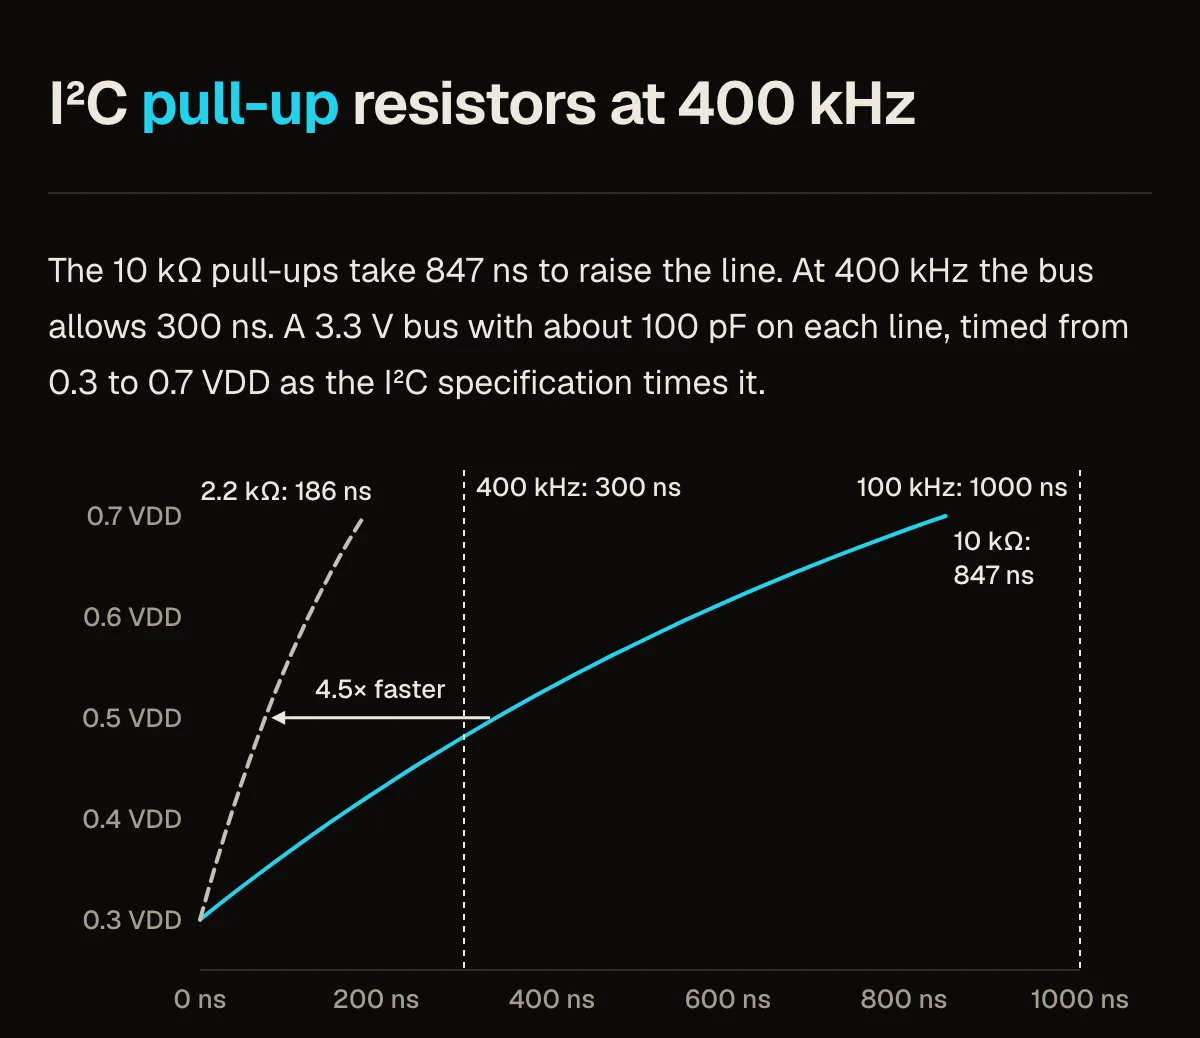 I²C pull-up resistors at 400 kHz
The 10 kΩ pull-ups take 847 ns to raise the line. At 400 kHz the bus
allows 300 ns. A 3.3 V bus with about 100 pF on each line, timed from
0.3 to 0.7 VDD as the I²C specification times it.
2.2 kΩ: 186 ns
400 kHz: 300 ns
100 kHz: 1000 ns
0.7 VDD
10 kΩ:
847 ns
0.6 VDD
4.5× faster
0.5 VDD
0.4 VDD
0.3 VDD
0 ns
200 ns
400 ns
600 ns
800 ns
1000 ns